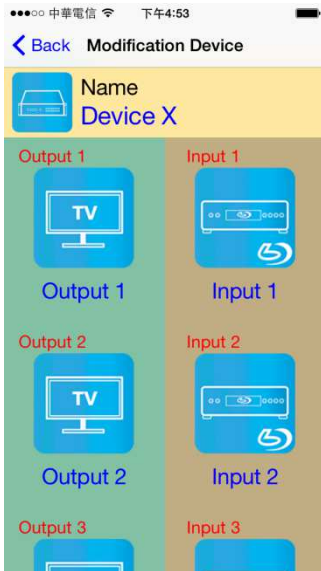 中華電信 下午4:53
Back Modification Device
Name
Device X
Output 1 Input 1
TV
Output 1 Input 1
Output 2 Input 2
TV
Output 2 Input 2
Output 3 Input 3